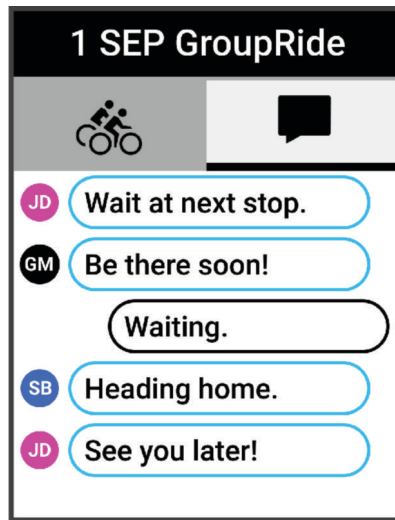 1 SEP GroupRide
JD Wait at next stop.
GM Be there soon!
Waiting.
SB Heading home.
JD See you later!